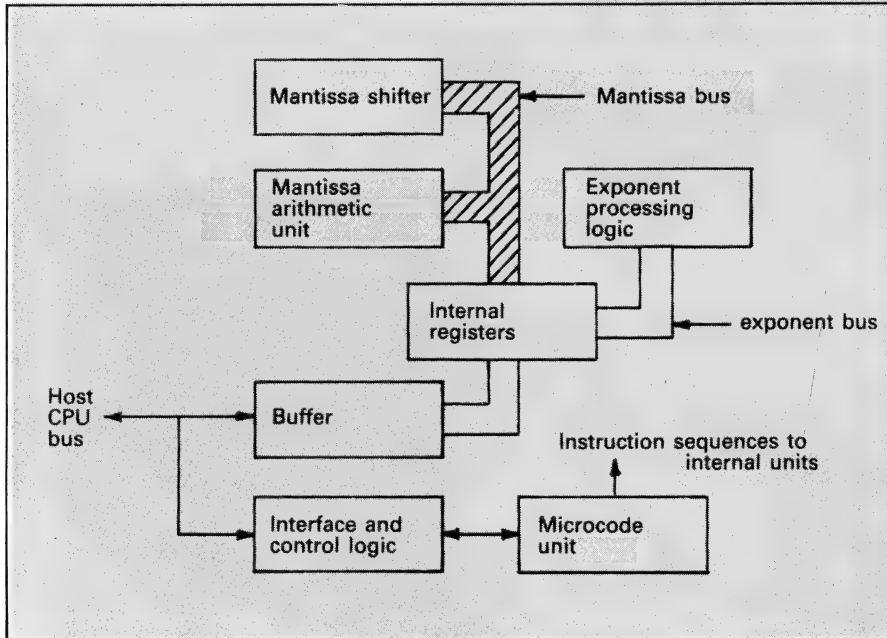 Mantissa shifter
Mantissa bus
Mantissa
arithmetic
unit
Exponent
processing
logic
Internal
registers
exponent bus
Host
CPU
bus
Buffer
Instruction sequences to
internal units
Interface and
control logic
Microcode
unit